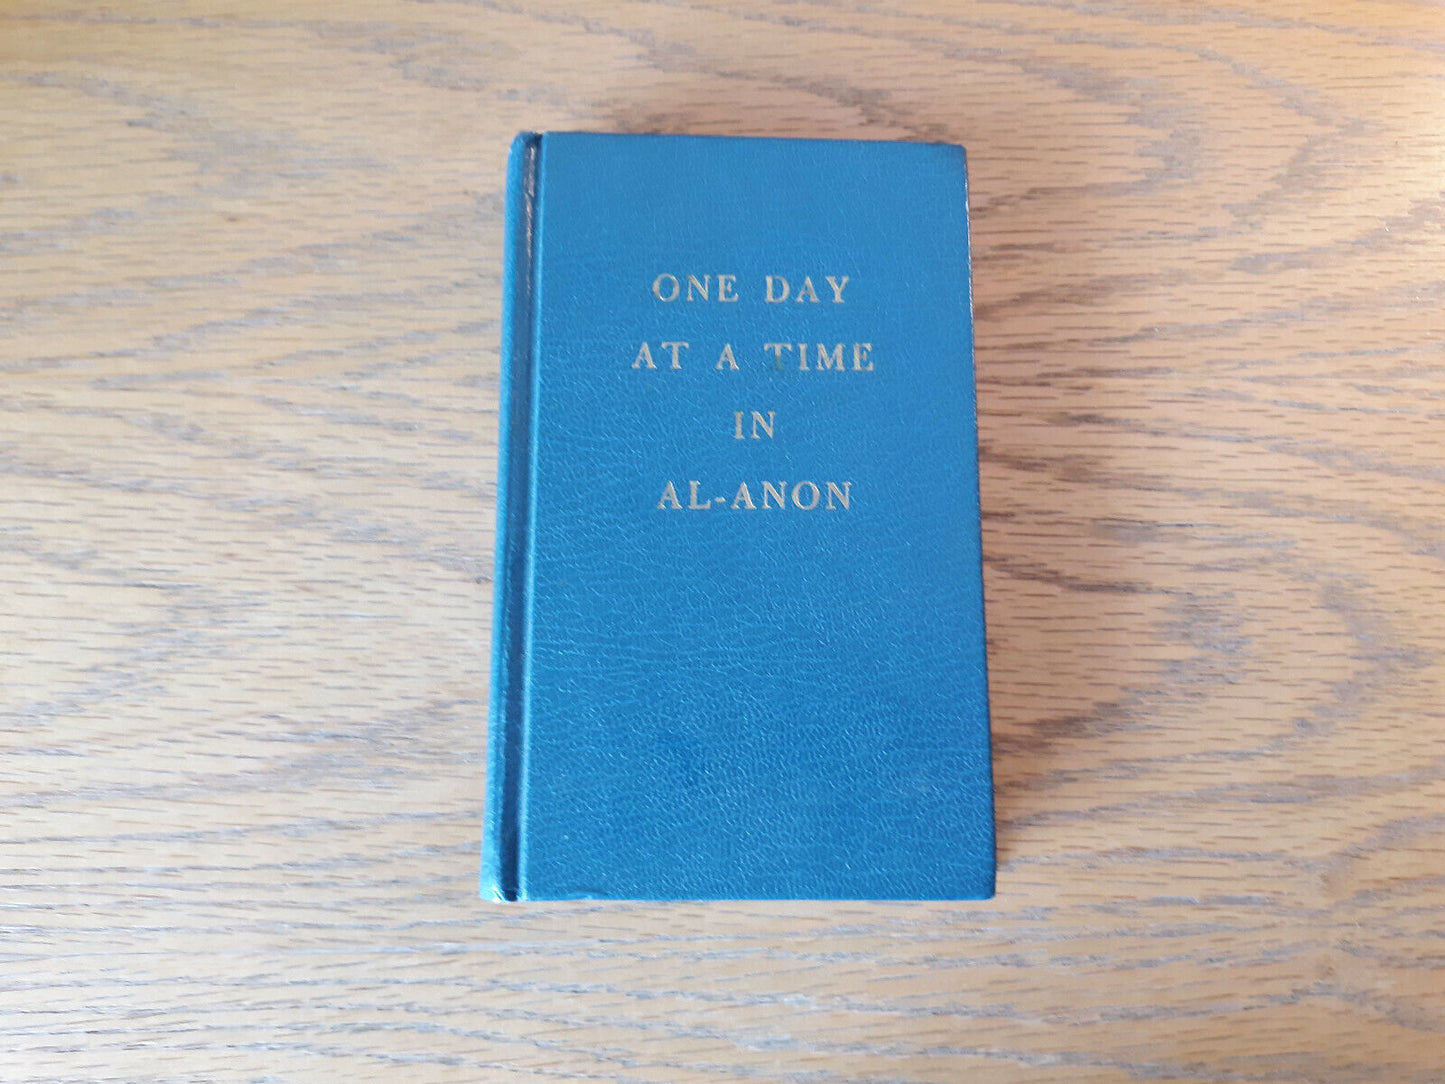 ONE DAY
AT A TIME
IN
AL-ANON